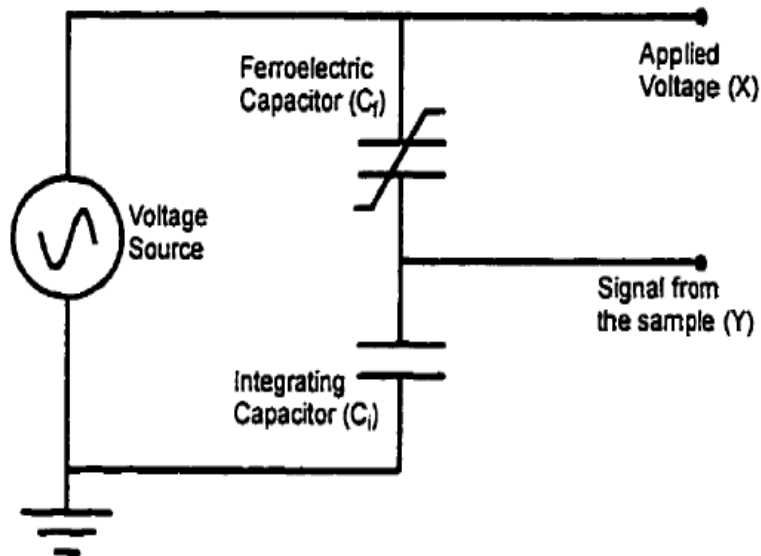 Ferroelectric
Capacitor (Cf)
Applied
Voltage (X)
Voltage
Source
Signal from
the sample (Y)
Integrating
Capacitor (Ci)